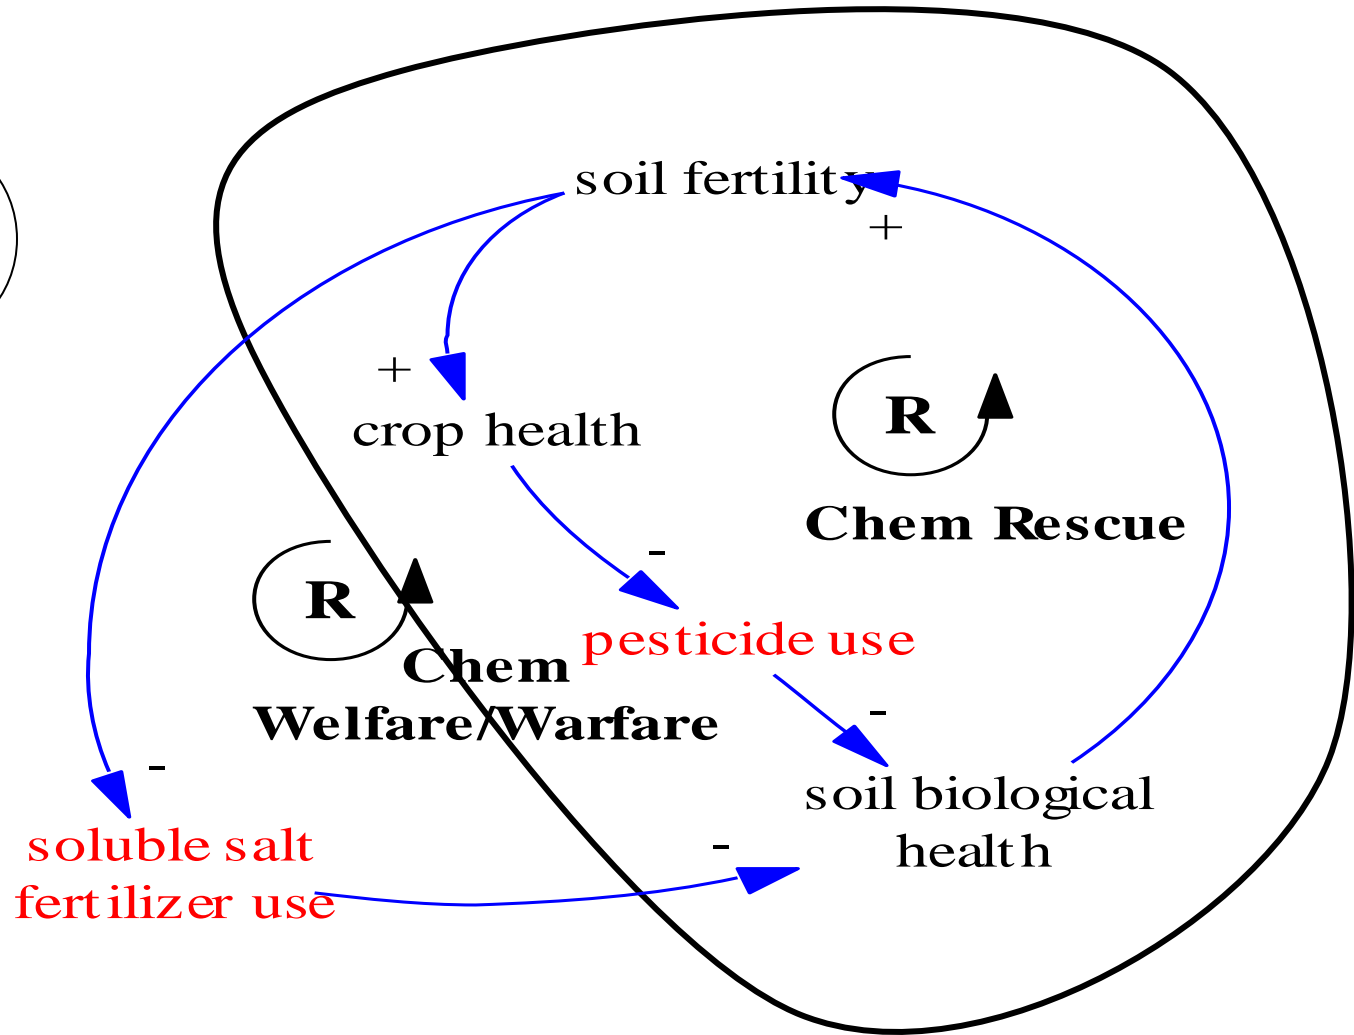 soil fertility
+
+
crop health
R
Chem Rescue
-
R
pesticide use
Chem
Welfare/Warfare
-
-
soil biological
health
soluble salt
fertilizer use
-